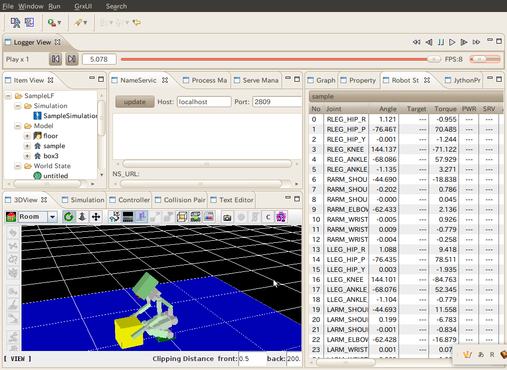 File Window Run GrxUI Search
Logger View
Play x 1 5.078 FPS:8
Item View NameServic Process Ma Serve Mana Graph Property Robot St JythonPr
SampleLF
Simulation
SampleSimulation
Model
floor
sample
box3
World State
untitled
update Host: localhost Port: 2809
NS_URL:
sample
No Joint Angle Target Torque PWR SRV
0 RLEG_HIP_R 1.121 --- -0.955 --- ---
1 RLEG_HIP_P -76.467 --- 70.485 --- ---
2 RLEG_HIP_Y -0.001 --- -1.244 --- ---
3 RLEG_KNEE 144.137 --- -71.122 --- ---
4 RLEG_ANKLE -68.086 --- 57.929 --- ---
5 RLEG_ANKLE -1.135 --- 3.271 --- ---
6 RARM_SHOU -44.690 --- -18.838 --- ---
7 RARM_SHOU -0.202 --- 0.786 --- ---
8 RARM_SHOU -0.000 --- 0.045 --- ---
9 RARM_ELBOW -62.433 --- 2.136 --- ---
10 RARM_WRIST -0.005 --- 0.926 --- ---
11 RARM_WRIST 0.009 --- -0.779 --- ---
12 RARM_WRIST -0.004 --- -0.258 --- ---
13 LLEG_HIP_R 1.088 --- 9.418 --- ---
14 LLEG_HIP_P -76.435 --- 78.511 --- ---
15 LLEG_HIP_Y 0.003 --- -1.935 --- ---
16 LLEG_KNEE 144.101 --- -84.763 --- ---
17 LLEG_ANKLE -68.076 --- 52.345 --- ---
18 LLEG_ANKLE -1.104 --- -0.779 --- ---
19 LARM_SHOUI -44.693 --- 11.558 --- ---
20 LARM_SHOUI 0.199 --- -6.783 --- ---
21 LARM_SHOUI -0.001 --- -0.834 --- ---
22 LARM_ELBOW -62.428 --- -16.879
23 LARM_WRIST -0.014
3DView Simulation Controller Collision Pair Text Editor
Room
[ VIEW ] Clipping Distance front: 0.5 back: 200.